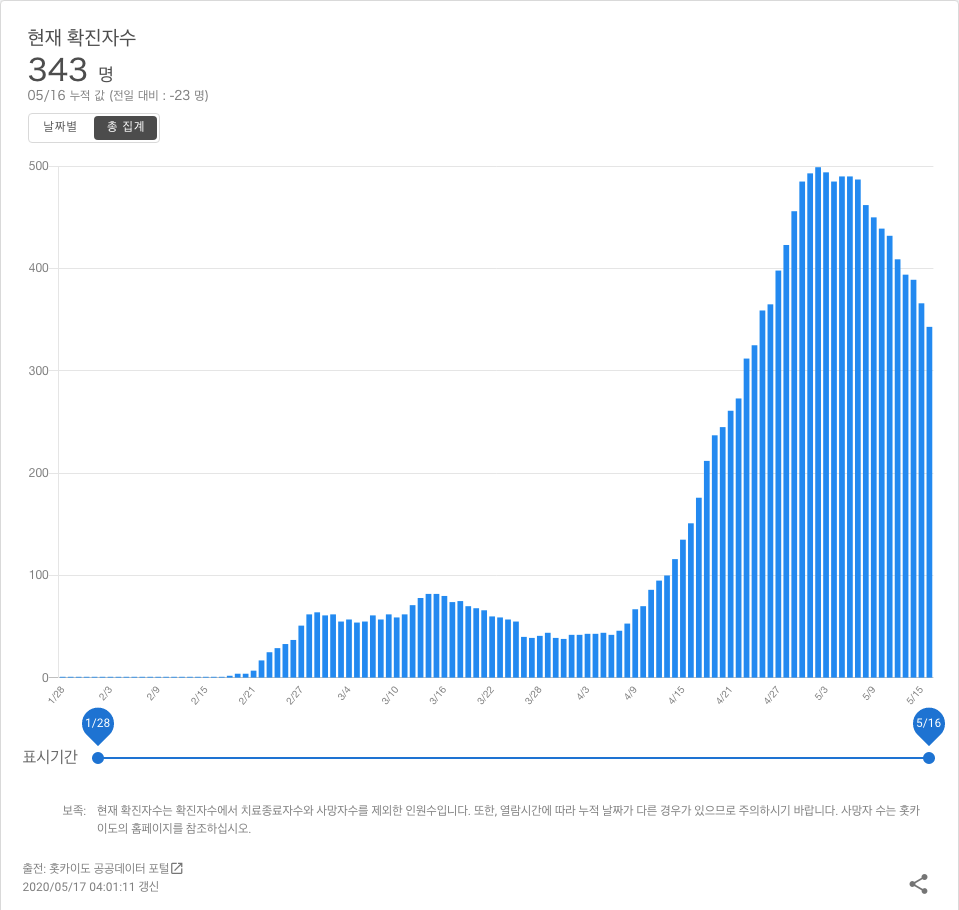 현재 확진자수
343 명
05/16 누적 값 (전일 대비 : -23 명)
날짜별 총 집계
500
400
300
200
100
0
1/28 2/3 2/9 2/15 2/21 2/27 3/4 3/10 3/16 3/22 3/28 4/3 4/9 4/15 4/21 4/27 5/3 5/9 5/15
1/28 5/16
표시기간
보족: 현재 확진자수는 확진자수에서 치료종료자수와 사망자수를 제외한 인원수입니다. 또한, 열람시간에 따라 누적 날짜가 다른 경우가 있으므로 주의하시기 바랍니다. 사망자 수는 홋카
이도의 홈페이지를 참조하십시오.
출전: 홋카이도 공공데이터 포털
2020/05/17 04:01:11 갱신